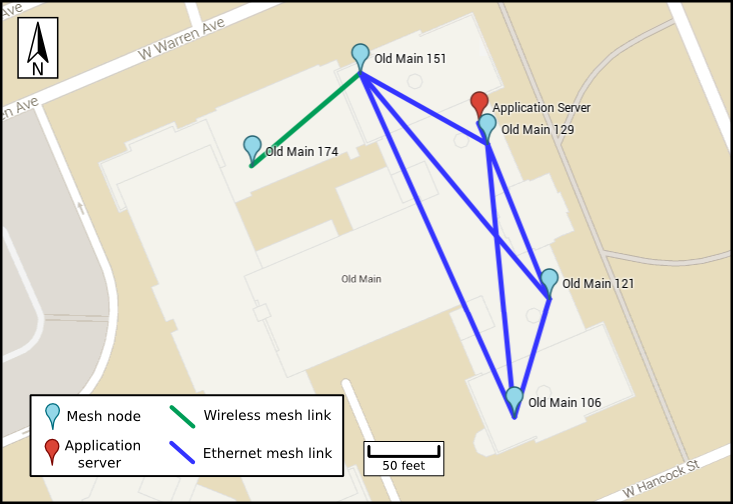 Ave
W Warren Ave
en Ave
N
Old Main 151
Application Server
Old Main 129
Old Main 174
Old Main
Old Main 121
Old Main 106
Mesh node
Wireless mesh link
Application
server
Ethernet mesh link
50 feet
W Hancock St